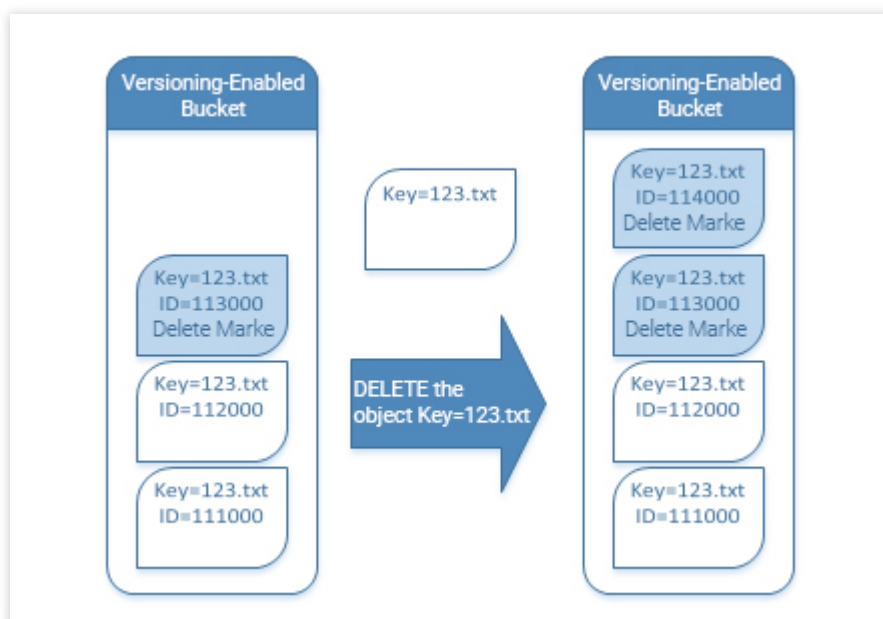 Versioning-Enabled
Bucket
Key=123.txt
ID=113000
Delete Marke
Key=123.txt
ID=112000
Key=123.txt
ID=111000
Key=123.txt
DELETE the
object Key=123.txt
Versioning-Enabled
Bucket
Key=123.txt
ID=114000
Delete Marke
Key=123.txt
ID=113000
Delete Marke
Key=123.txt
ID=112000
Key=123.txt
ID=111000